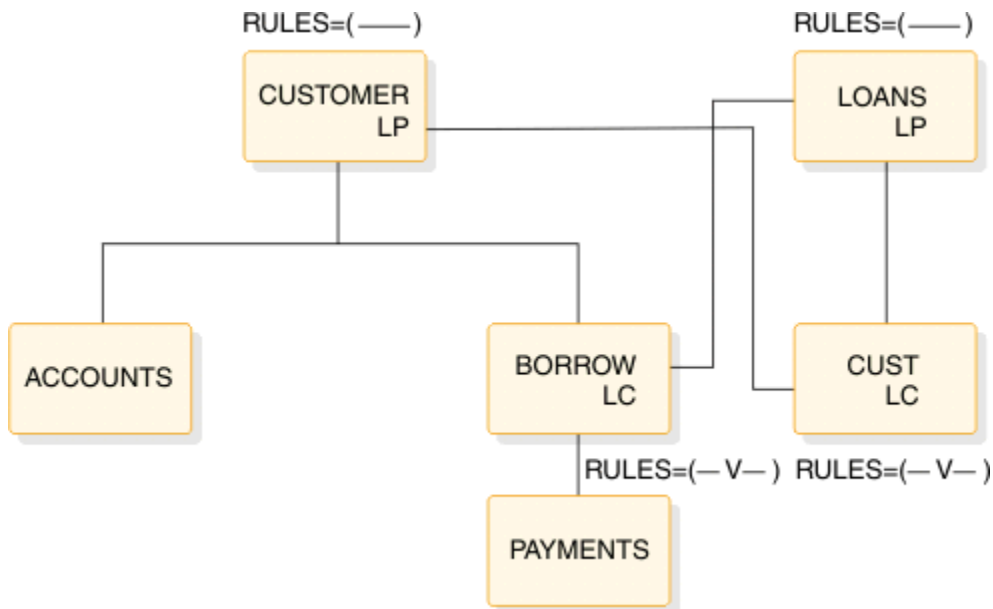 RULES=( —— )
RULES=( —— )
CUSTOMER
LP
LOANS
LP
ACCOUNTS
BORROW
LC
CUST
LC
RULES=(— V— )
RULES=(— V— )
PAYMENTS